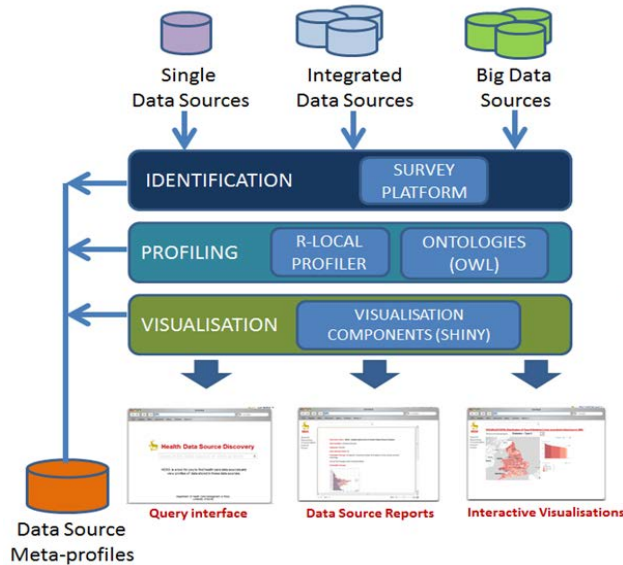 Single
Data Sources
Integrated
Data Sources
Big Data
Sources
IDENTIFICATION
SURVEY
PLATFORM
PROFILING
R-LOCAL
PROFILER
ONTOLOGIES
(OWL)
VISUALISATION
VISUALISATION
COMPONENTS (SHINY)
Health Data Source Discovery
Query interface
Data Source Reports
Interactive Visualisations
Data Source
Meta-profiles